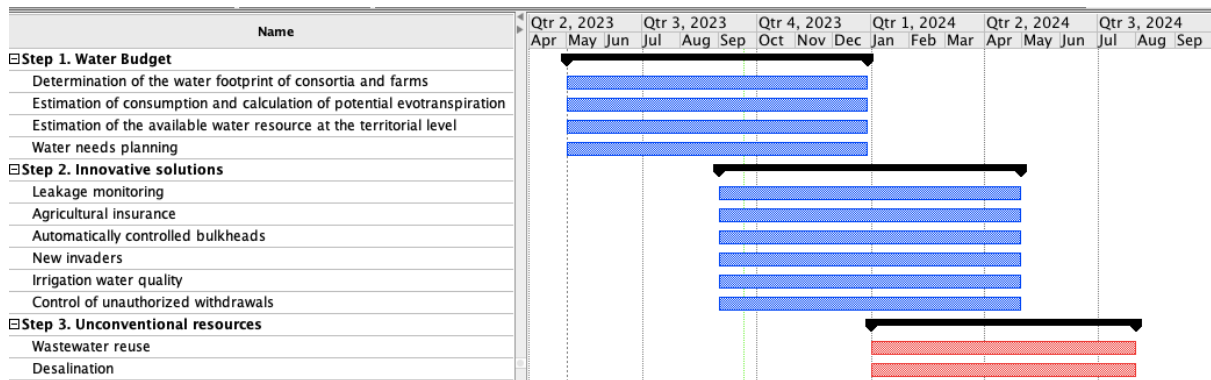 Name
Qtr 2, 2023 Qtr 3, 2023 Qtr 4, 2023 Qtr 1, 2024 Qtr 2, 2024 Qtr 3, 2024
Apr May Jun Jul Aug Sep Oct Nov Dec Jan Feb Mar Apr May Jun Jul Aug Sep
Step 1. Water Budget
Determination of the water footprint of consortia and farms
Estimation of consumption and calculation of potential evotranspiration
Estimation of the available water resource at the territorial level
Water needs planning
Step 2. Innovative solutions
Leakage monitoring
Agricultural insurance
Automatically controlled bulkheads
New invaders
Irrigation water quality
Control of unauthorized withdrawals
Step 3. Unconventional resources
Wastewater reuse
Desalination